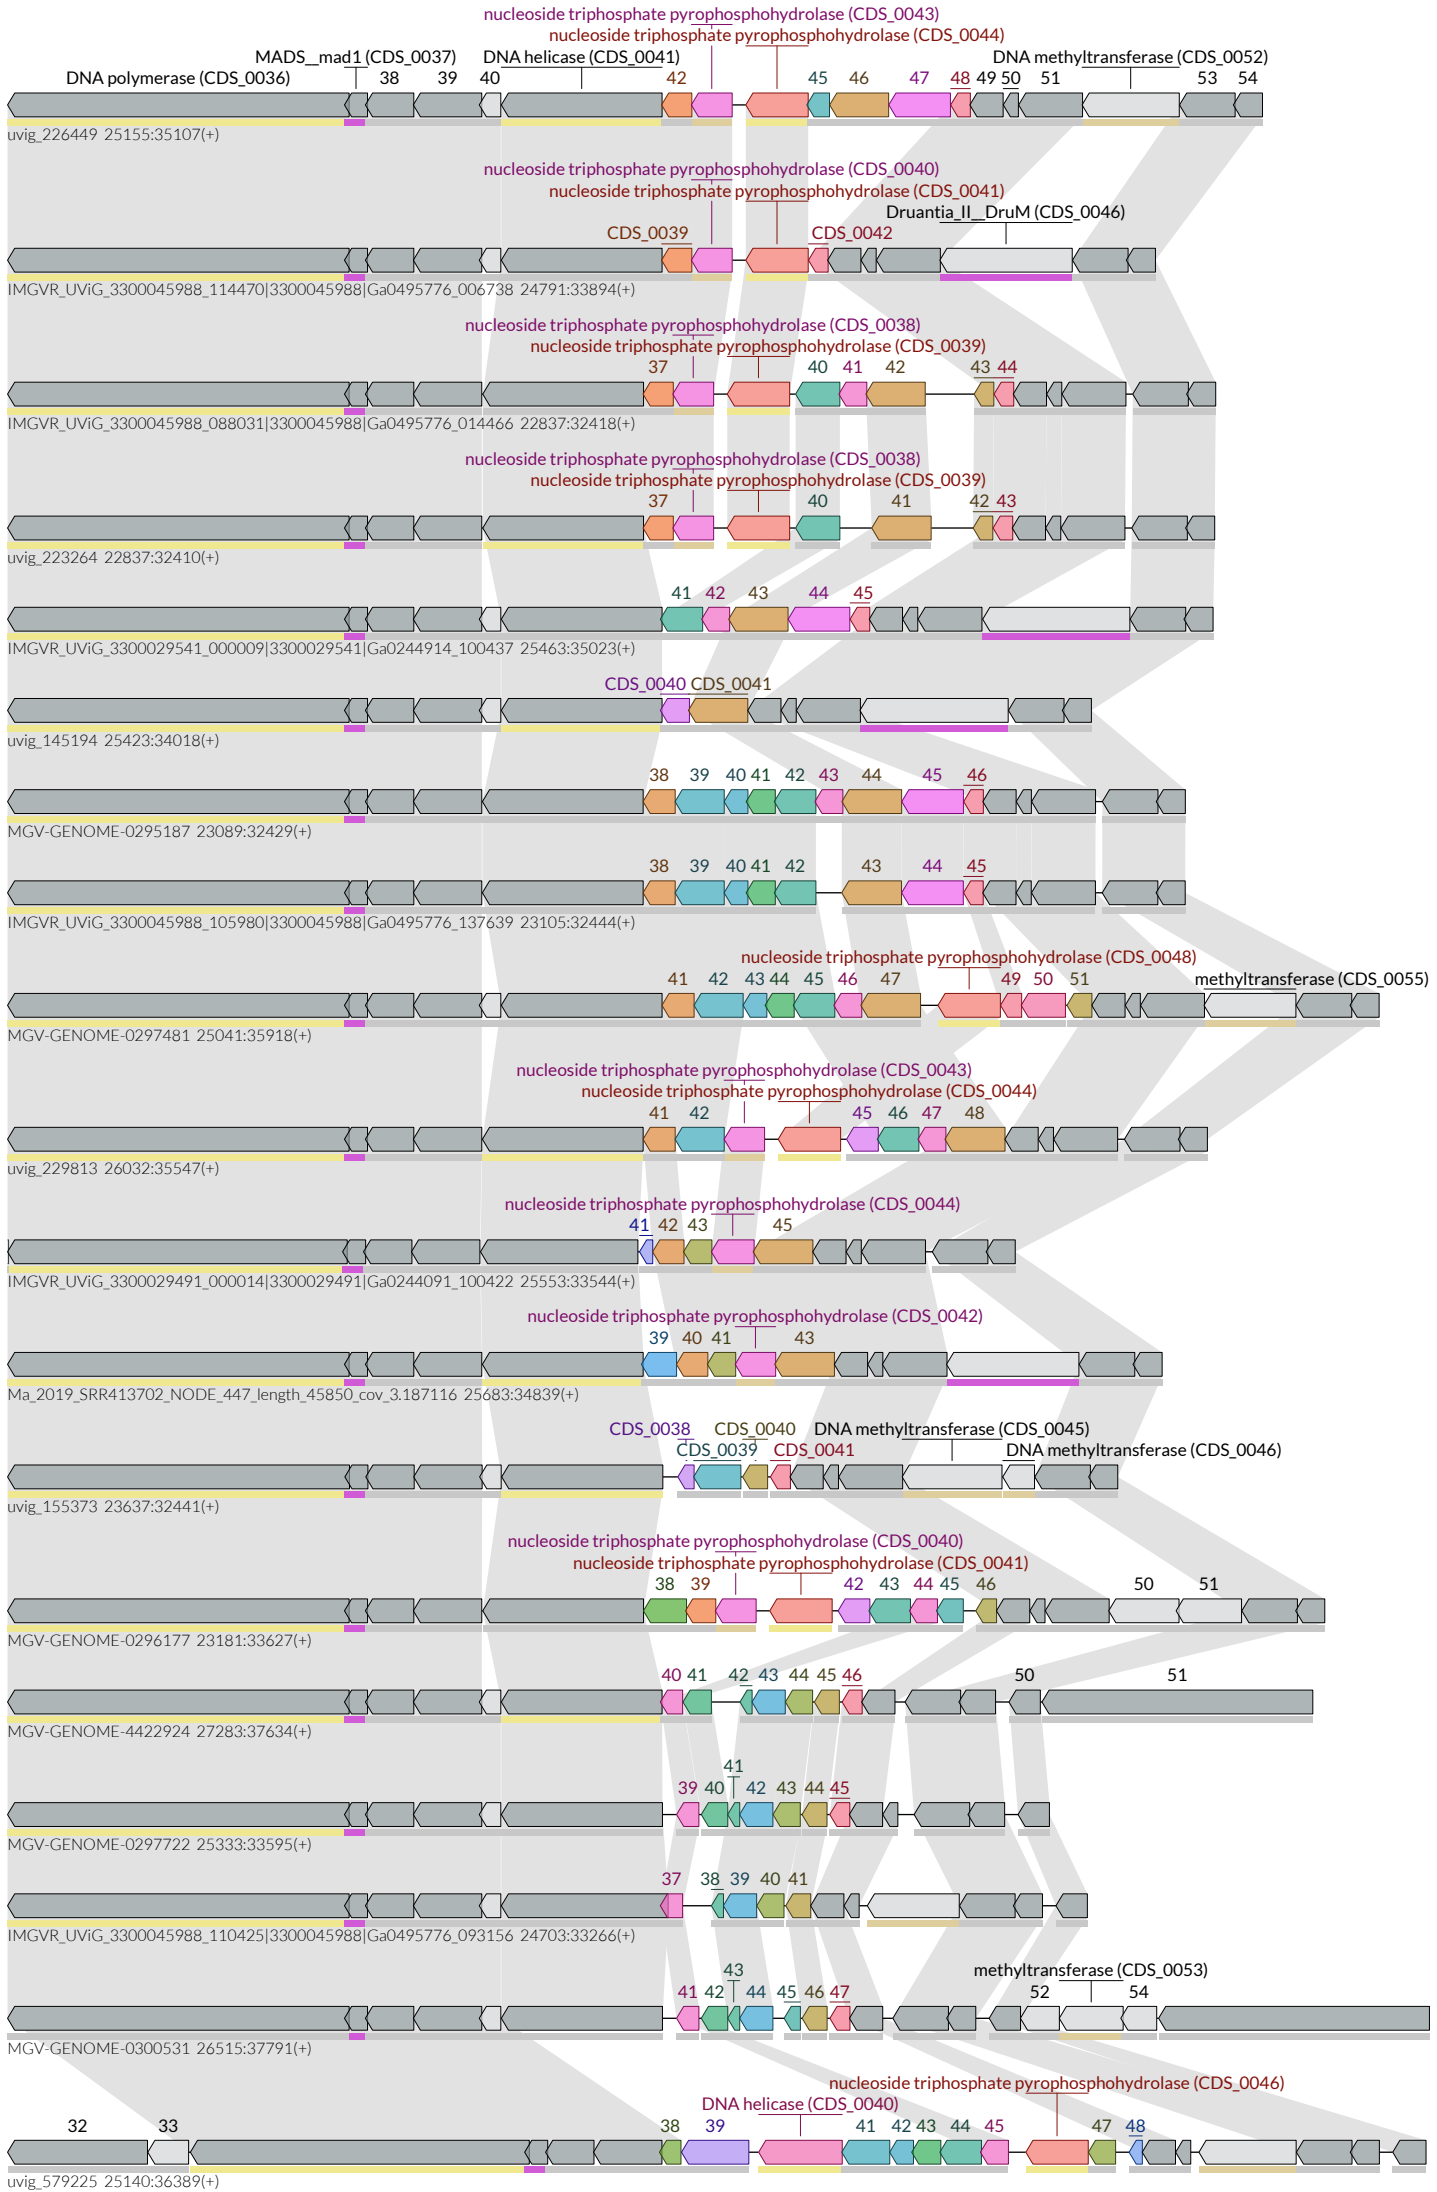 nucleoside triphosphate pyrophosphohydrolase (CDS_0043)
nucleoside triphosphate pyrophosphohydrolase (CDS_0044)
MADS__mad1 (CDS_0037) DNA helicase (CDS_0041) DNA methyltransferase (CDS_0052)
DNA polymerase (CDS_0036) 38 39 40 42 45 46 47 48 49 50 51 53 54
uvig_226449 25155:35107(+)
nucleoside triphosphate pyrophosphohydrolase (CDS_0040)
nucleoside triphosphate pyrophosphohydrolase (CDS_0041)
Druantia_II__DruM (CDS_0046)
CDS_0039 CDS_0042
IMGVR_UViG_3300045988_114470|3300045988|Ga0495776_006738 24791:33894(+)
nucleoside triphosphate pyrophosphohydrolase (CDS_0038)
nucleoside triphosphate pyrophosphohydrolase (CDS_0039)
37 40 41 42 43 44
IMGVR_UViG_3300045988_088031|3300045988|Ga0495776_014466 22837:32418(+)
nucleoside triphosphate pyrophosphohydrolase (CDS_0038)
nucleoside triphosphate pyrophosphohydrolase (CDS_0039)
37 40 41 42 43
uvig_223264 22837:32410(+)
41 42 43 44 45
IMGVR_UViG_3300029541_000009|3300029541|Ga0244914_100437 25463:35023(+)
CDS_0040 CDS_0041
uvig_145194 25423:34018(+)
38 39 40 41 42 43 44 45 46
MGV-GENOME-0295187 23089:32429(+)
38 39 40 41 42 43 44 45
IMGVR_UViG_3300045988_105980|3300045988|Ga0495776_137639 23105:32444(+)
nucleoside triphosphate pyrophosphohydrolase (CDS_0048)
41 42 43 44 45 46 47 49 50 51 methyltransferase (CDS_0055)
MGV-GENOME-0297481 25041:35918(+)
nucleoside triphosphate pyrophosphohydrolase (CDS_0043)
nucleoside triphosphate pyrophosphohydrolase (CDS_0044)
41 42 45 46 47 48
uvig_229813 26032:35547(+)
nucleoside triphosphate pyrophosphohydrolase (CDS_0044)
41 42 43 45
IMGVR_UViG_3300029491_000014|3300029491|Ga0244091_100422 25553:33544(+)
nucleoside triphosphate pyrophosphohydrolase (CDS_0042)
39 40 41 43
Ma_2019_SRR413702_NODE_447_length_45850_cov_3.187116 25683:34839(+)
CDS_0038 CDS_0040 DNA methyltransferase (CDS_0045)
CDS_0039 CDS_0041 DNA methyltransferase (CDS_0046)
uvig_155373 23637:32441(+)
nucleoside triphosphate pyrophosphohydrolase (CDS_0040)
nucleoside triphosphate pyrophosphohydrolase (CDS_0041)
38 39 42 43 44 45 46 50 51
MGV-GENOME-0296177 23181:33627(+)
40 41 42 43 44 45 46 50 51
MGV-GENOME-4422924 27283:37634(+)
41
39 40 42 43 44 45
MGV-GENOME-0297722 25333:33595(+)
37 38 39 40 41
IMGVR_UViG_3300045988_110425|3300045988|Ga0495776_093156 24703:33266(+)
43 methyltransferase (CDS_0053)
41 42 44 45 46 47 52 54
MGV-GENOME-0300531 26515:37791(+)
nucleoside triphosphate pyrophosphohydrolase (CDS_0046)
DNA helicase (CDS_0040)
32 33 38 39 41 42 43 44 45 47 48
uvig_579225 25140:36389(+)